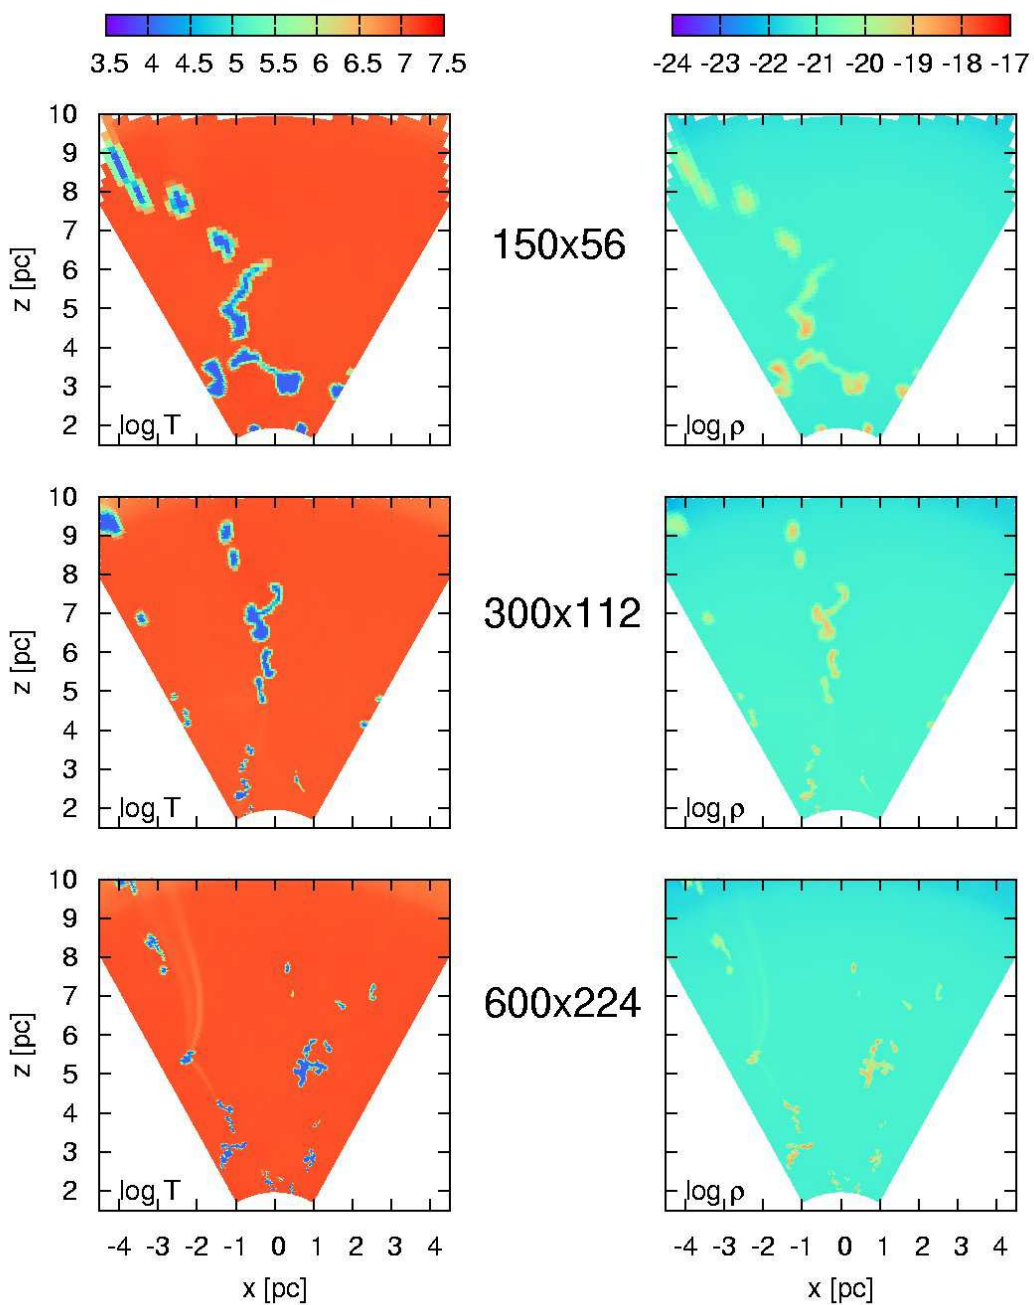 3.5 4 4.5 5 5.5 6 6.5 7 7.5
-24 -23 -22 -21 -20 -19 -18 -17
10
9
8
7
6
5
4
3
2
z [pc]
log T
150x56
log ρ
10
9
8
7
6
5
4
3
2
z [pc]
log T
300x112
log ρ
10
9
8
7
6
5
4
3
2
z [pc]
log T
600x224
log ρ
-4 -3 -2 -1 0 1 2 3 4
-4 -3 -2 -1 0 1 2 3 4
x [pc]
x [pc]